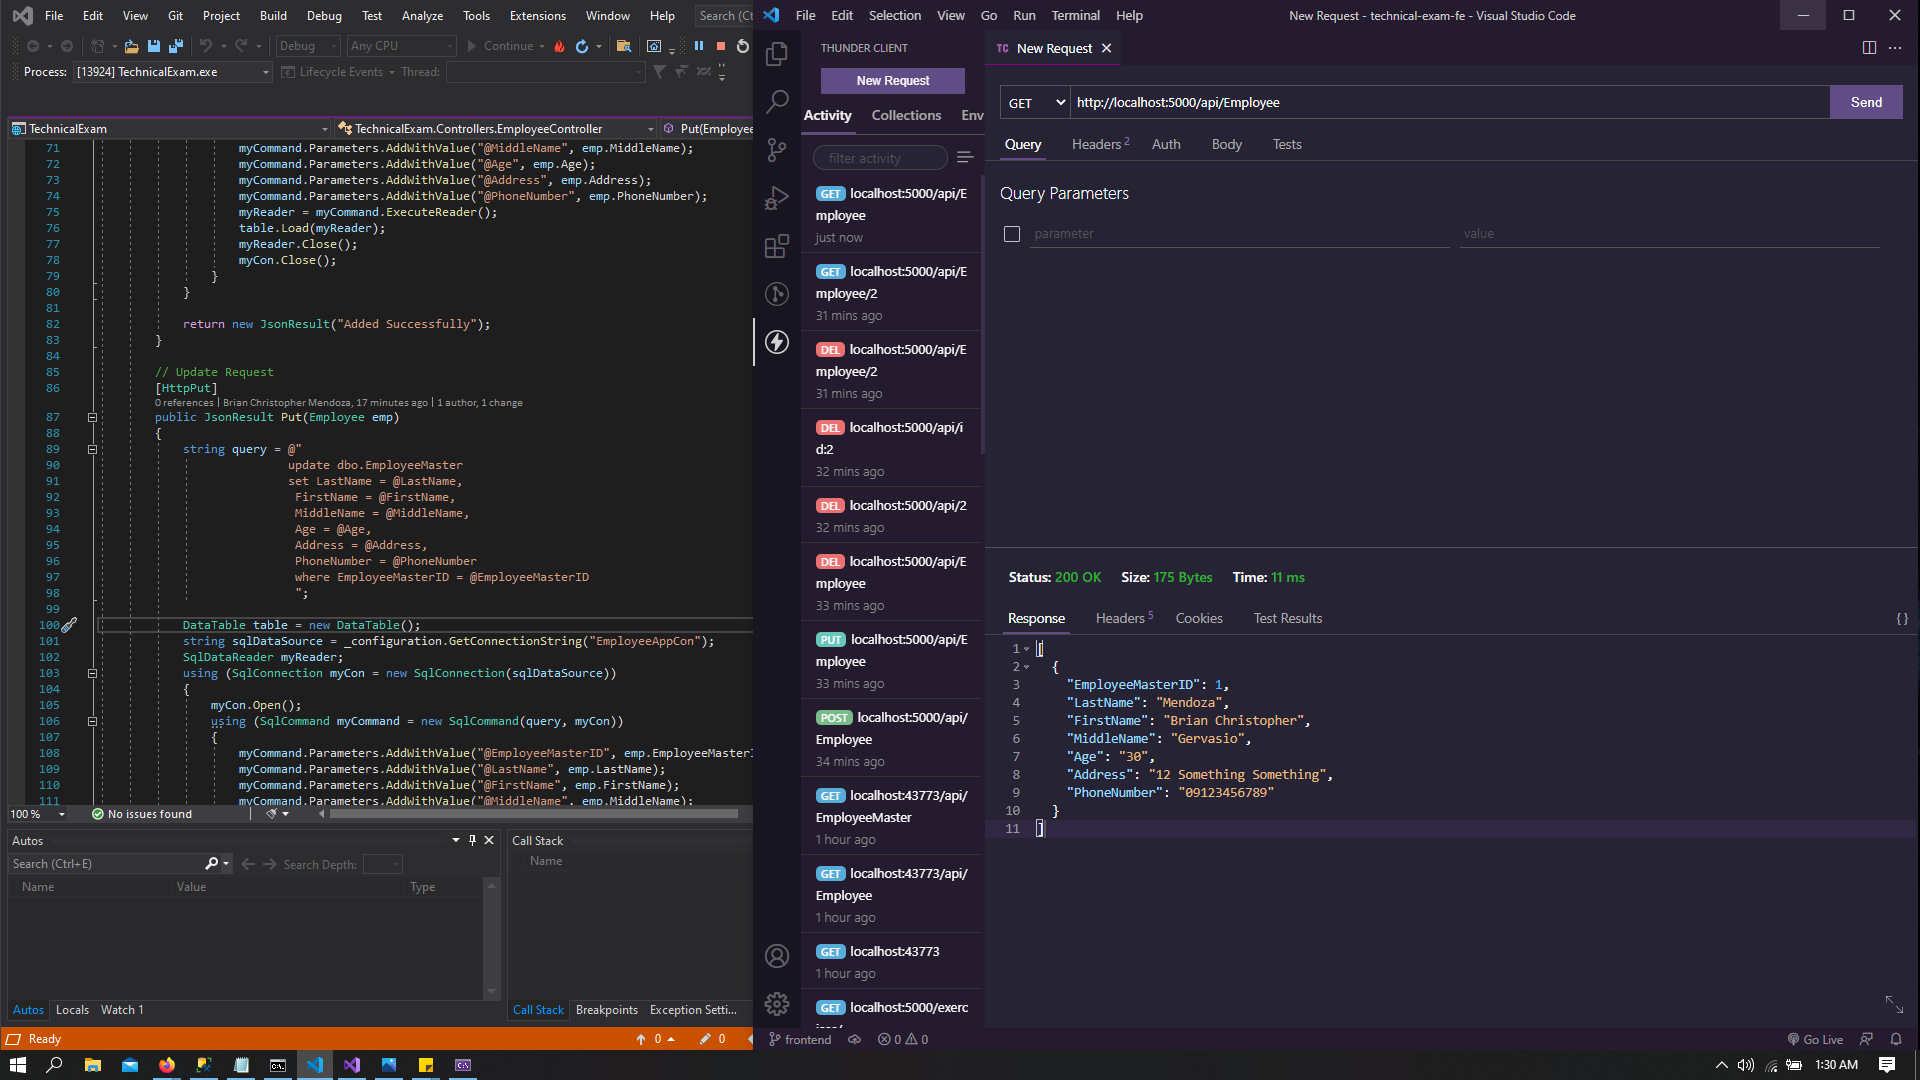 File Edit View Git Project Build Debug Test Analyze Tools Extensions Window Help Search (Ct
Debug Any CPU Continue
Process: [13924] TechnicalExam.exe Lifecycle Events Thread:
TechnicalExam TechnicalExam.Controllers.EmployeeController Put(Employee
71 myCommand.Parameters.AddWithValue("@MiddleName", emp.MiddleName);
72 myCommand.Parameters.AddWithValue("@Age", emp.Age);
73 myCommand.Parameters.AddWithValue("@Address", emp.Address);
74 myCommand.Parameters.AddWithValue("@PhoneNumber", emp.PhoneNumber);
75 myReader = myCommand.ExecuteReader();
76 table.Load(myReader);
77 myReader.Close();
78 myCon.Close();
79 }
80 }
81
82 return new JsonResult("Added Successfully");
83 }
84
85 // Update Request
86 [HttpPut]
0 references | Brian Christopher Mendoza, 17 minutes ago | 1 author, 1 change
87 public JsonResult Put(Employee emp)
88 {
89 string query = @"
90 update dbo.EmployeeMaster
91 set LastName = @LastName,
92 FirstName = @FirstName,
93 MiddleName = @MiddleName,
94 Age = @Age,
95 Address = @Address,
96 PhoneNumber = @PhoneNumber
97 where EmployeeMasterID = @EmployeeMasterID
98 ";
99
100 DataTable table = new DataTable();
101 string sqlDataSource = _configuration.GetConnectionString("EmployeeAppCon");
102 SqlDataReader myReader;
103 using (SqlConnection myCon = new SqlConnection(sqlDataSource))
104 {
105 myCon.Open();
106 using (SqlCommand myCommand = new SqlCommand(query, myCon))
107 {
108 myCommand.Parameters.AddWithValue("@EmployeeMasterID", emp.EmployeeMasterI
109 myCommand.Parameters.AddWithValue("@LastName", emp.LastName);
110 myCommand.Parameters.AddWithValue("@FirstName", emp.FirstName);
111 myCommand.Parameters.AddWithValue("@MiddleName", emp.MiddleName);
100 % No issues found
Autos
Search (Ctrl+E) Search Depth:
Name Value Type
Autos Locals Watch 1
Call Stack
Name
Call Stack Breakpoints Exception Setti...
Ready 0 0
File Edit Selection View Go Run Terminal Help New Request - technical-exam-fe - Visual Studio Code
THUNDER CLIENT
New Request
Activity Collections Env
filter activity
GET localhost:5000/api/E
mployee
just now
GET localhost:5000/api/E
mployee/2
31 mins ago
DEL localhost:5000/api/E
mployee/2
31 mins ago
DEL localhost:5000/api/i
d:2
32 mins ago
DEL localhost:5000/api/2
32 mins ago
DEL localhost:5000/api/E
mployee
33 mins ago
PUT localhost:5000/api/E
mployee
33 mins ago
POST localhost:5000/api/
Employee
34 mins ago
GET localhost:43773/api/
EmployeeMaster
1 hour ago
GET localhost:43773/api/
Employee
1 hour ago
GET localhost:43773
1 hour ago
GET localhost:5000/exerc
TC New Request
GET http://localhost:5000/api/Employee Send
Query Headers 2 Auth Body Tests
Query Parameters
parameter value
Status: 200 OK Size: 175 Bytes Time: 11 ms
Response Headers 5 Cookies Test Results { }
1 [
2 {
3 "EmployeeMasterID": 1,
4 "LastName": "Mendoza",
5 "FirstName": "Brian Christopher",
6 "MiddleName": "Gervasio",
7 "Age": "30",
8 "Address": "12 Something Something",
9 "PhoneNumber": "09123456789"
10 }
11 ]
frontend 0 0 Go Live
1:30 AM